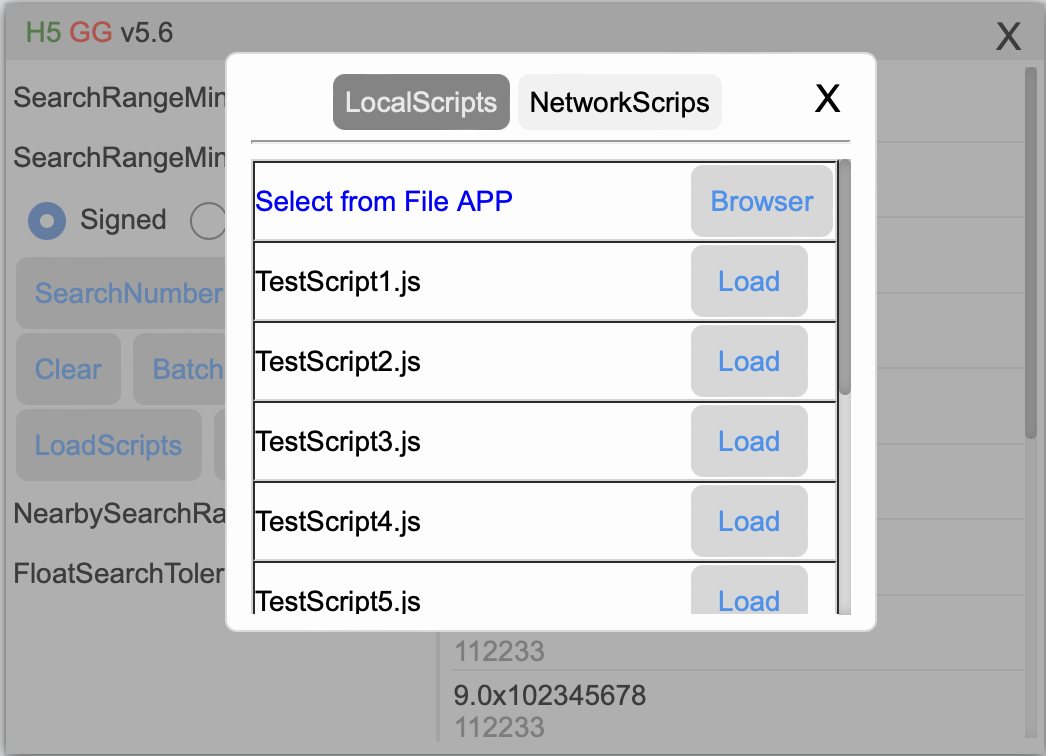 H5 GG v5.6
X
SearchRangeMin
SearchRangeMin
Signed
SearchNumber
Clear
Batch
LoadScripts
NearbySearchRa
FloatSearchToler
LocalScripts
NetworkScrips
X
Select from File APP
Browser
TestScript1.js
Load
TestScript2.js
Load
TestScript3.js
Load
TestScript4.js
Load
TestScript5.js
Load
112233
9.0x102345678
112233